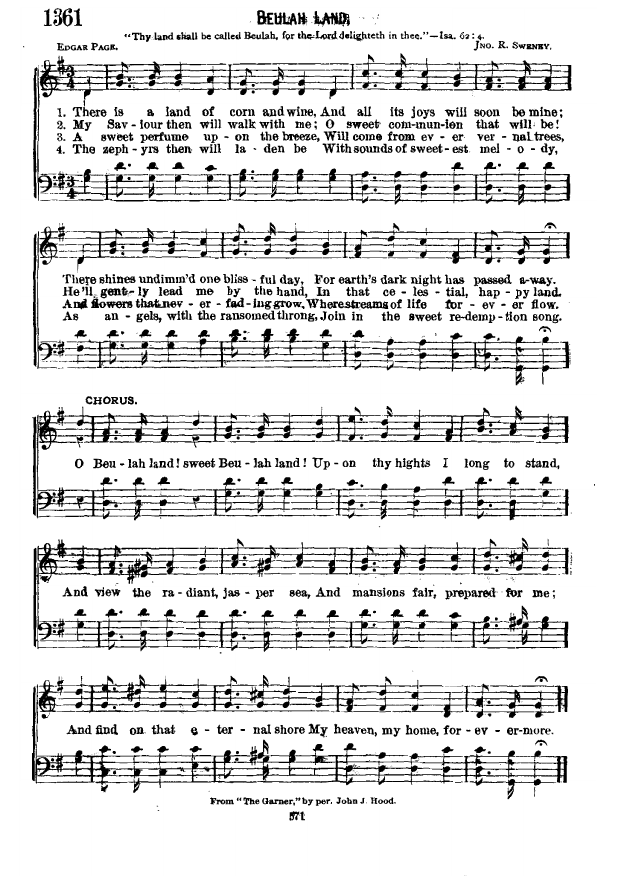 1361
BEULAH LAND.
"Thy land shall be called Beulah, for the Lord delighteth in thee."—Isa. 62: 4.
EDGAR PAGE. JNO. R. SWENEY.
1. There is a land of corn and wine, And all its joys will soon be mine;
2. My Sav-iour then will walk with me; O sweet com-mun-ion that will be!
3. A sweet perfume up-on the breeze, Will come from ev-er ver-nal trees,
4. The zeph-yrs then will la-den be With sounds of sweet-est mel-o-dy,
There shines undimm'd one bliss-ful day, For earth's dark night has passed a-way.
He'll gent-ly lead me by the hand, In that ce-les-tial, hap-py land.
And flowers that nev-er-fad-ing grow, Where streams of life for-ev-er flow.
As an-gels, with the ransomed throng, Join in the sweet re-demp-tion song.
CHORUS.
O Beu-lah land! sweet Beu-lah land! Up-on thy hights I long to stand,
And view the ra-diant, jas-per sea, And mansions fair, prepared for me;
And find on that e-ter-nal shore My heaven, my home, for-ev-er-more.
From "The Garner," by per. John J. Hood.
571